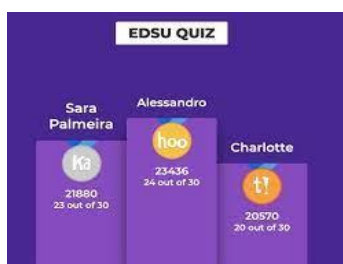 EDSU QUIZ
Sara
Palmeira
Ka
21880
23 out of 30
Alessandro
hoo
23436
24 out of 30
Charlotte
t!
20570
20 out of 30